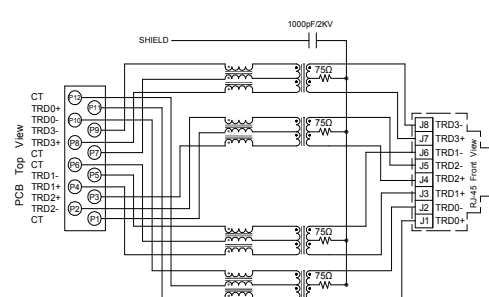 1000pF/2KV
SHIELD
75Ω
PCB Top View
CT P12
TRD0+ P11
TRD0- P10
TRD3- P9
TRD3+ P8
CT P7
CT P6
TRD1- P5
TRD1+ P4
TRD2+ P3
TRD2- P2
CT P1
75Ω
J8 TRD3-
J7 TRD3+
J6 TRD1-
J5 TRD2-
J4 TRD2+
J3 TRD1+
J2 TRD0-
J1 TRD0+
RJ-45 Front View
75Ω
75Ω